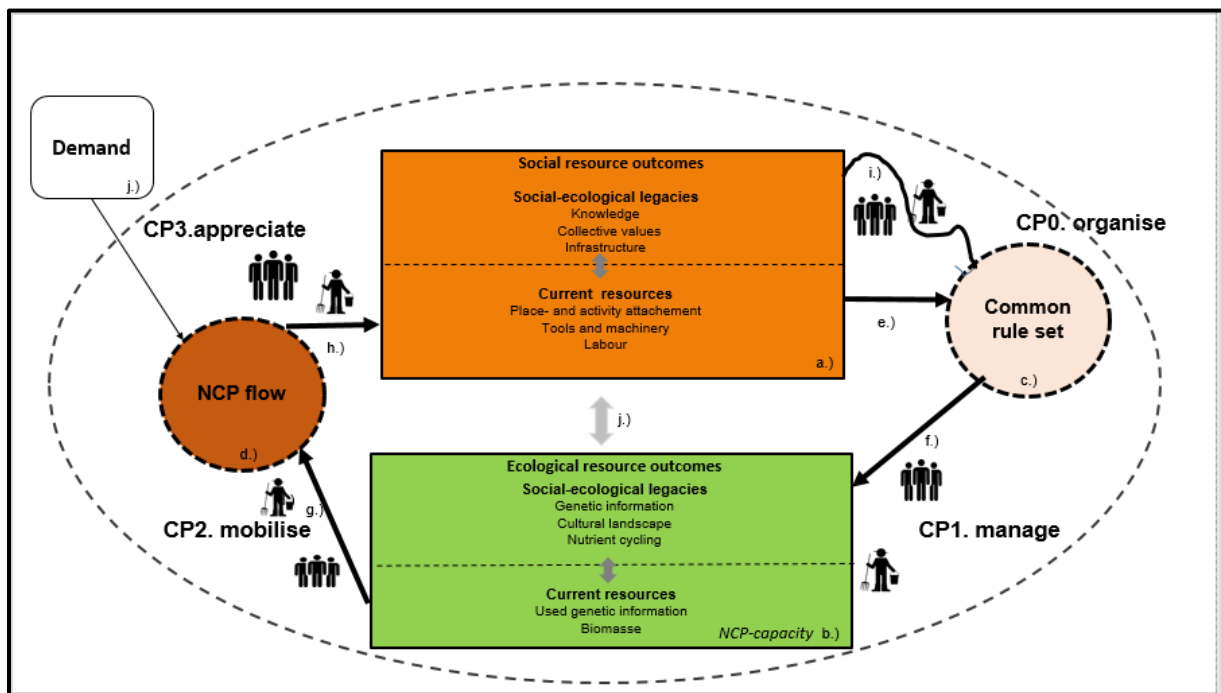 Demand
j.)
CP3.appreciate
h.)
NCP flow
d.)
CP2. mobilise
g.)
Social resource outcomes
Social-ecological legacies
Knowledge
Collective values
Infrastructure
Current resources
Place- and activity attachement
Tools and machinery
Labour
a.)
j.)
Ecological resource outcomes
Social-ecological legacies
Genetic information
Cultural landscape
Nutrient cycling
Current resources
Used genetic information
Biomasse
NCP-capacity b.)
i.)
CP0. organise
e.)
Common
rule set
c.)
f.)
CP1. manage